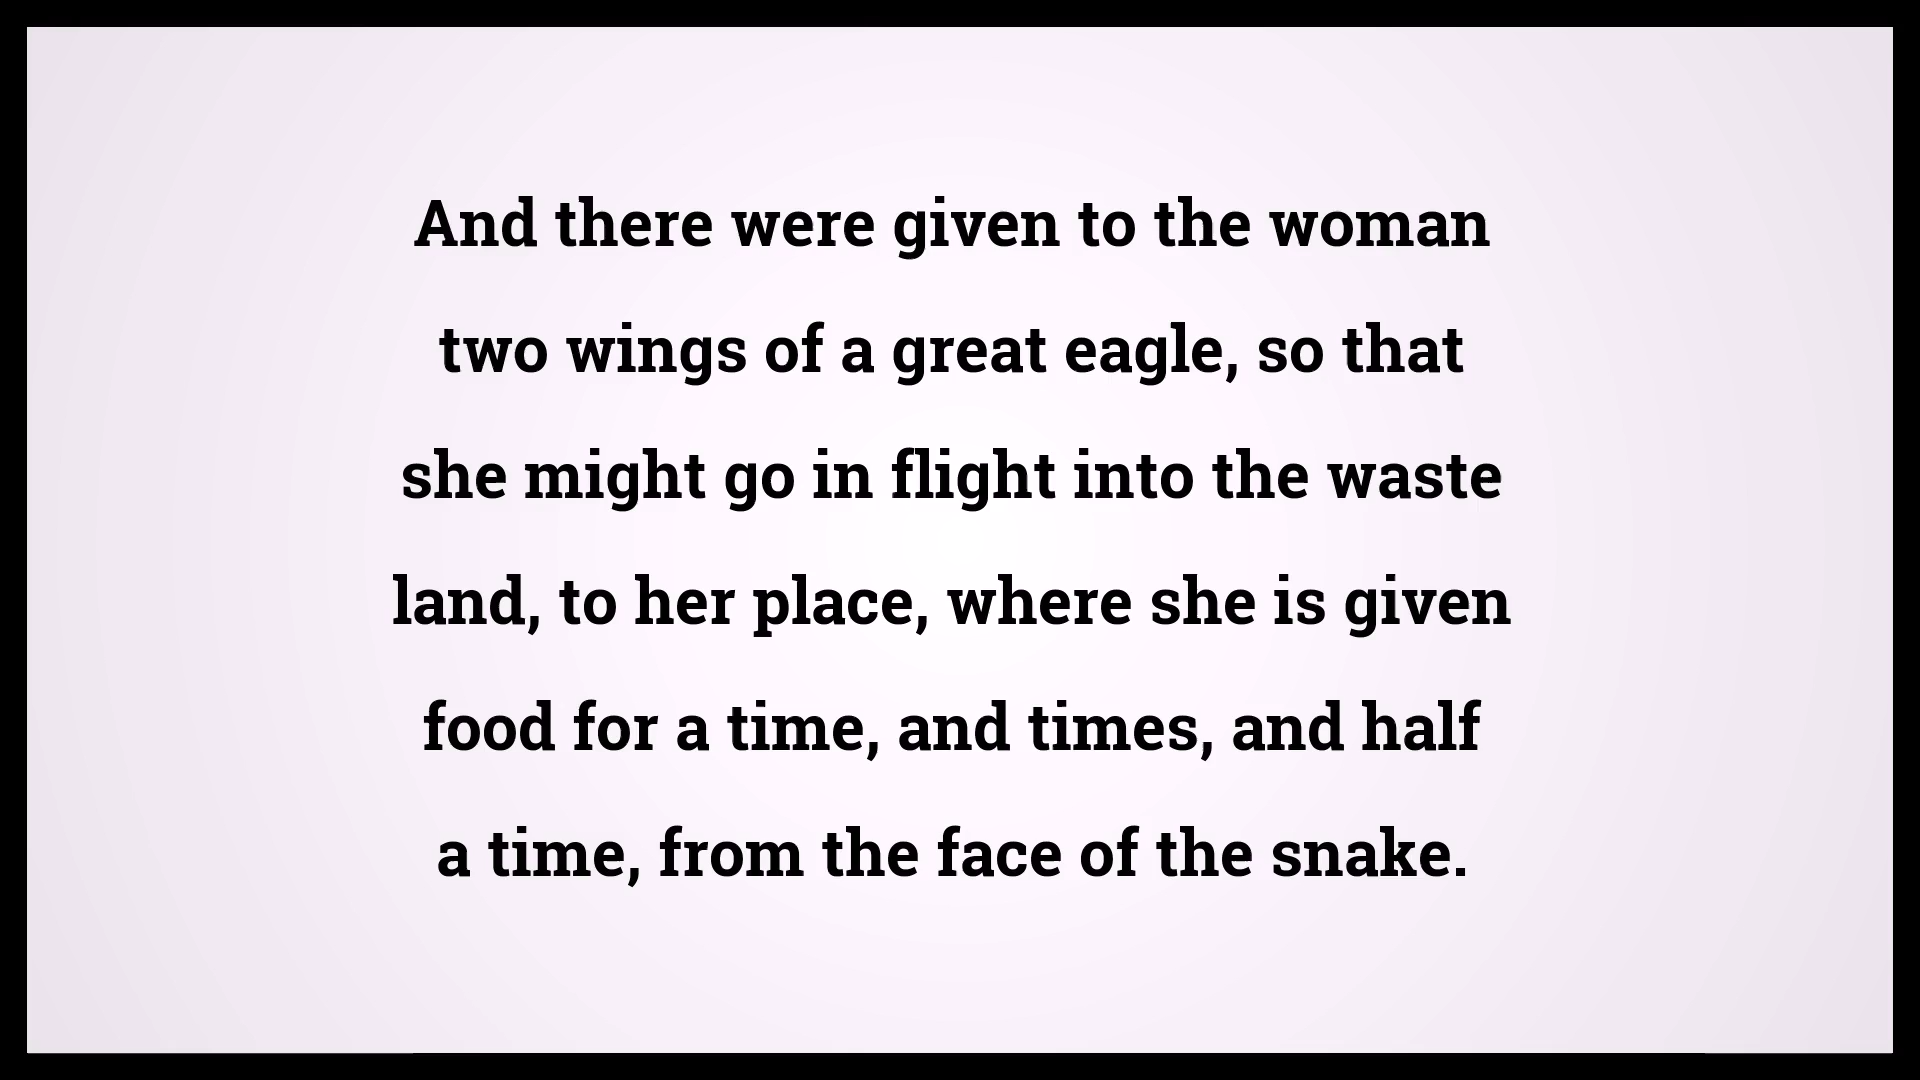 And there were given to the woman
two wings of a great eagle, so that
she might go in flight into the waste
land, to her place, where she is given
food for a time, and times, and half
a time, from the face of the snake.